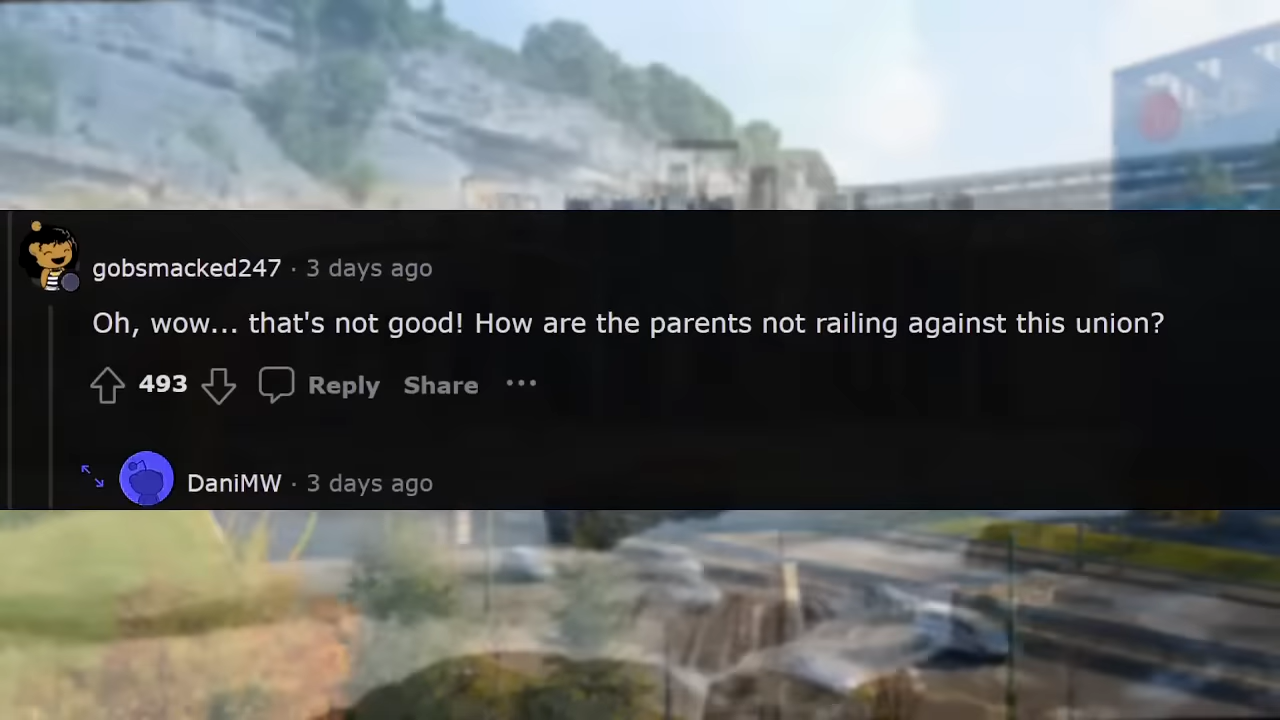 gobsmacked247 · 3 days ago
Oh, wow... that's not good! How are the parents not railing against this union?
493 Reply Share ...
DaniMW · 3 days ago